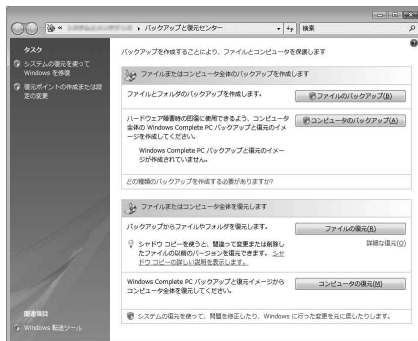 «
▸ バックアップと復元センター
検索
タスク
システムの復元を使って
Windows を修復
復元ポイントの作成または設
定の変更
バックアップを作成することにより、ファイルとコンピュータを保護します
ファイルまたはコンピュータ全体のバックアップを作成します
ファイルとフォルダのバックアップを作成します。
ファイルのバックアップ(B)
ハードウェア障害時の回復に使用できるよう、コンピュータ
全体の Windows Complete PC バックアップと復元のイメ
ージを作成してください。
コンピュータのバックアップ(A)
Windows Complete PC バックアップと復元のイメー
ジが作成されていません。
どの種類のバックアップを作成する必要がありますか?
ファイルまたはコンピュータ全体を復元します
バックアップからファイルやフォルダを復元します。
ファイルの復元(R)
シャドウ コピーを使うと、間違って変更または削除し
たファイルの以前のバージョンを復元できます。 シャ
ドウ コピーの詳しい説明を表示します。
詳細な復元(O)
Windows Complete PC バックアップと復元イメージから
コンピュータ全体を復元してください。
コンピュータの復元(M)
システムの復元を使って、問題を修正したり、Windows に行った変更を元に戻したりします。
関連項目
Windows 転送ツール